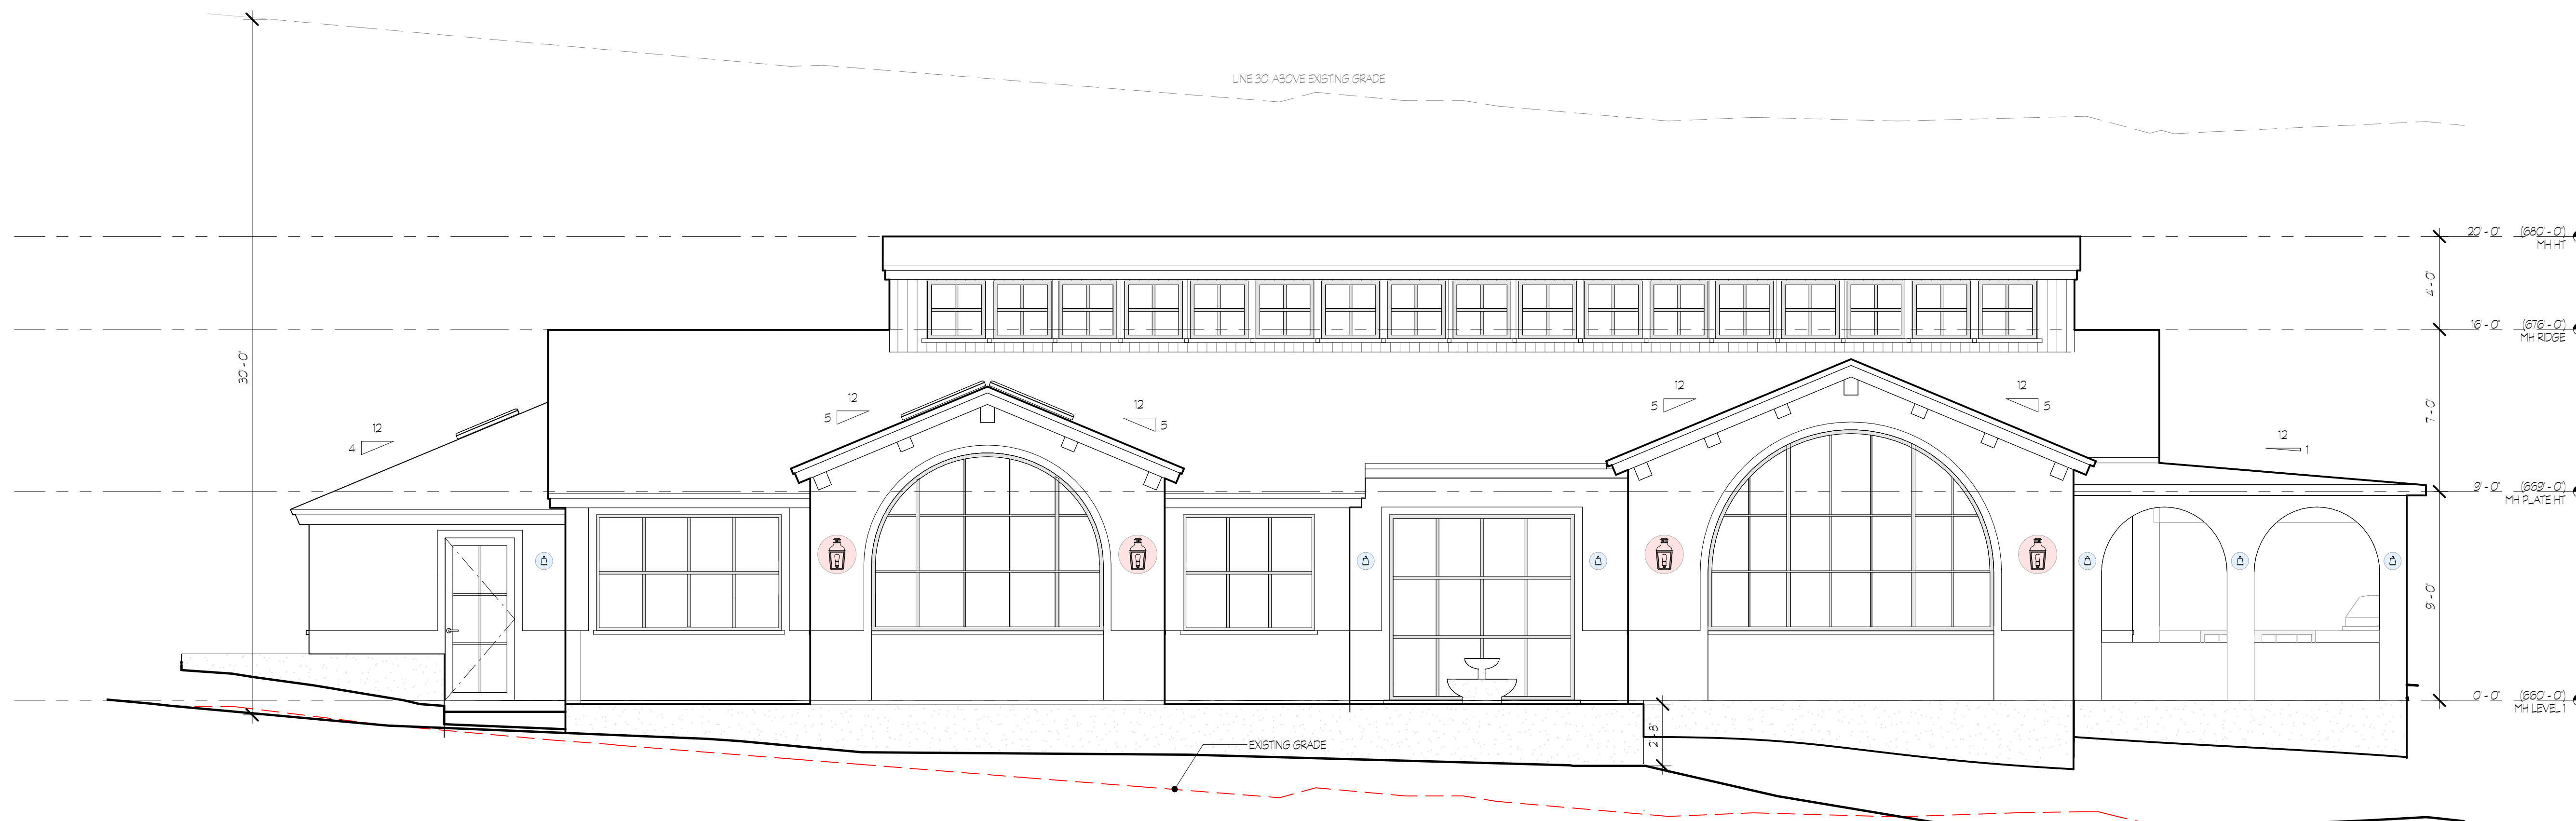 LINE 30' ABOVE EXISTING GRADE
20' - 0" (680' - 0")
MH HT
4' - 0"
16' - 0" (676' - 0")
MH RIDGE
30' - 0"
12
5
12
5
12
5
12
5
12
4
7' - 0"
12
1
9' - 0" (669' - 0")
MH PLATE HT
9' - 0"
0' - 0" (660' - 0")
MH LEVEL 1
2' - 8"
EXISTING GRADE